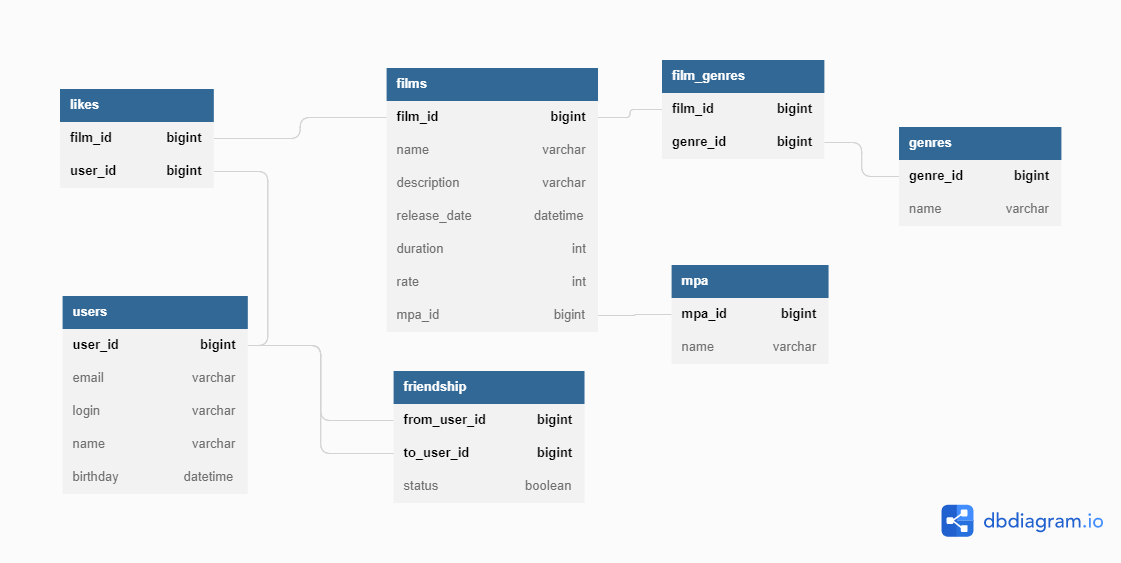 likes
film_id bigint
user_id bigint
films
film_id bigint
name varchar
description varchar
release_date datetime
duration int
rate int
mpa_id bigint
film_genres
film_id bigint
genre_id bigint
genres
genre_id bigint
name varchar
users
user_id bigint
email varchar
login varchar
name varchar
birthday datetime
mpa
mpa_id bigint
name varchar
friendship
from_user_id bigint
to_user_id bigint
status boolean
dbdiagram.io